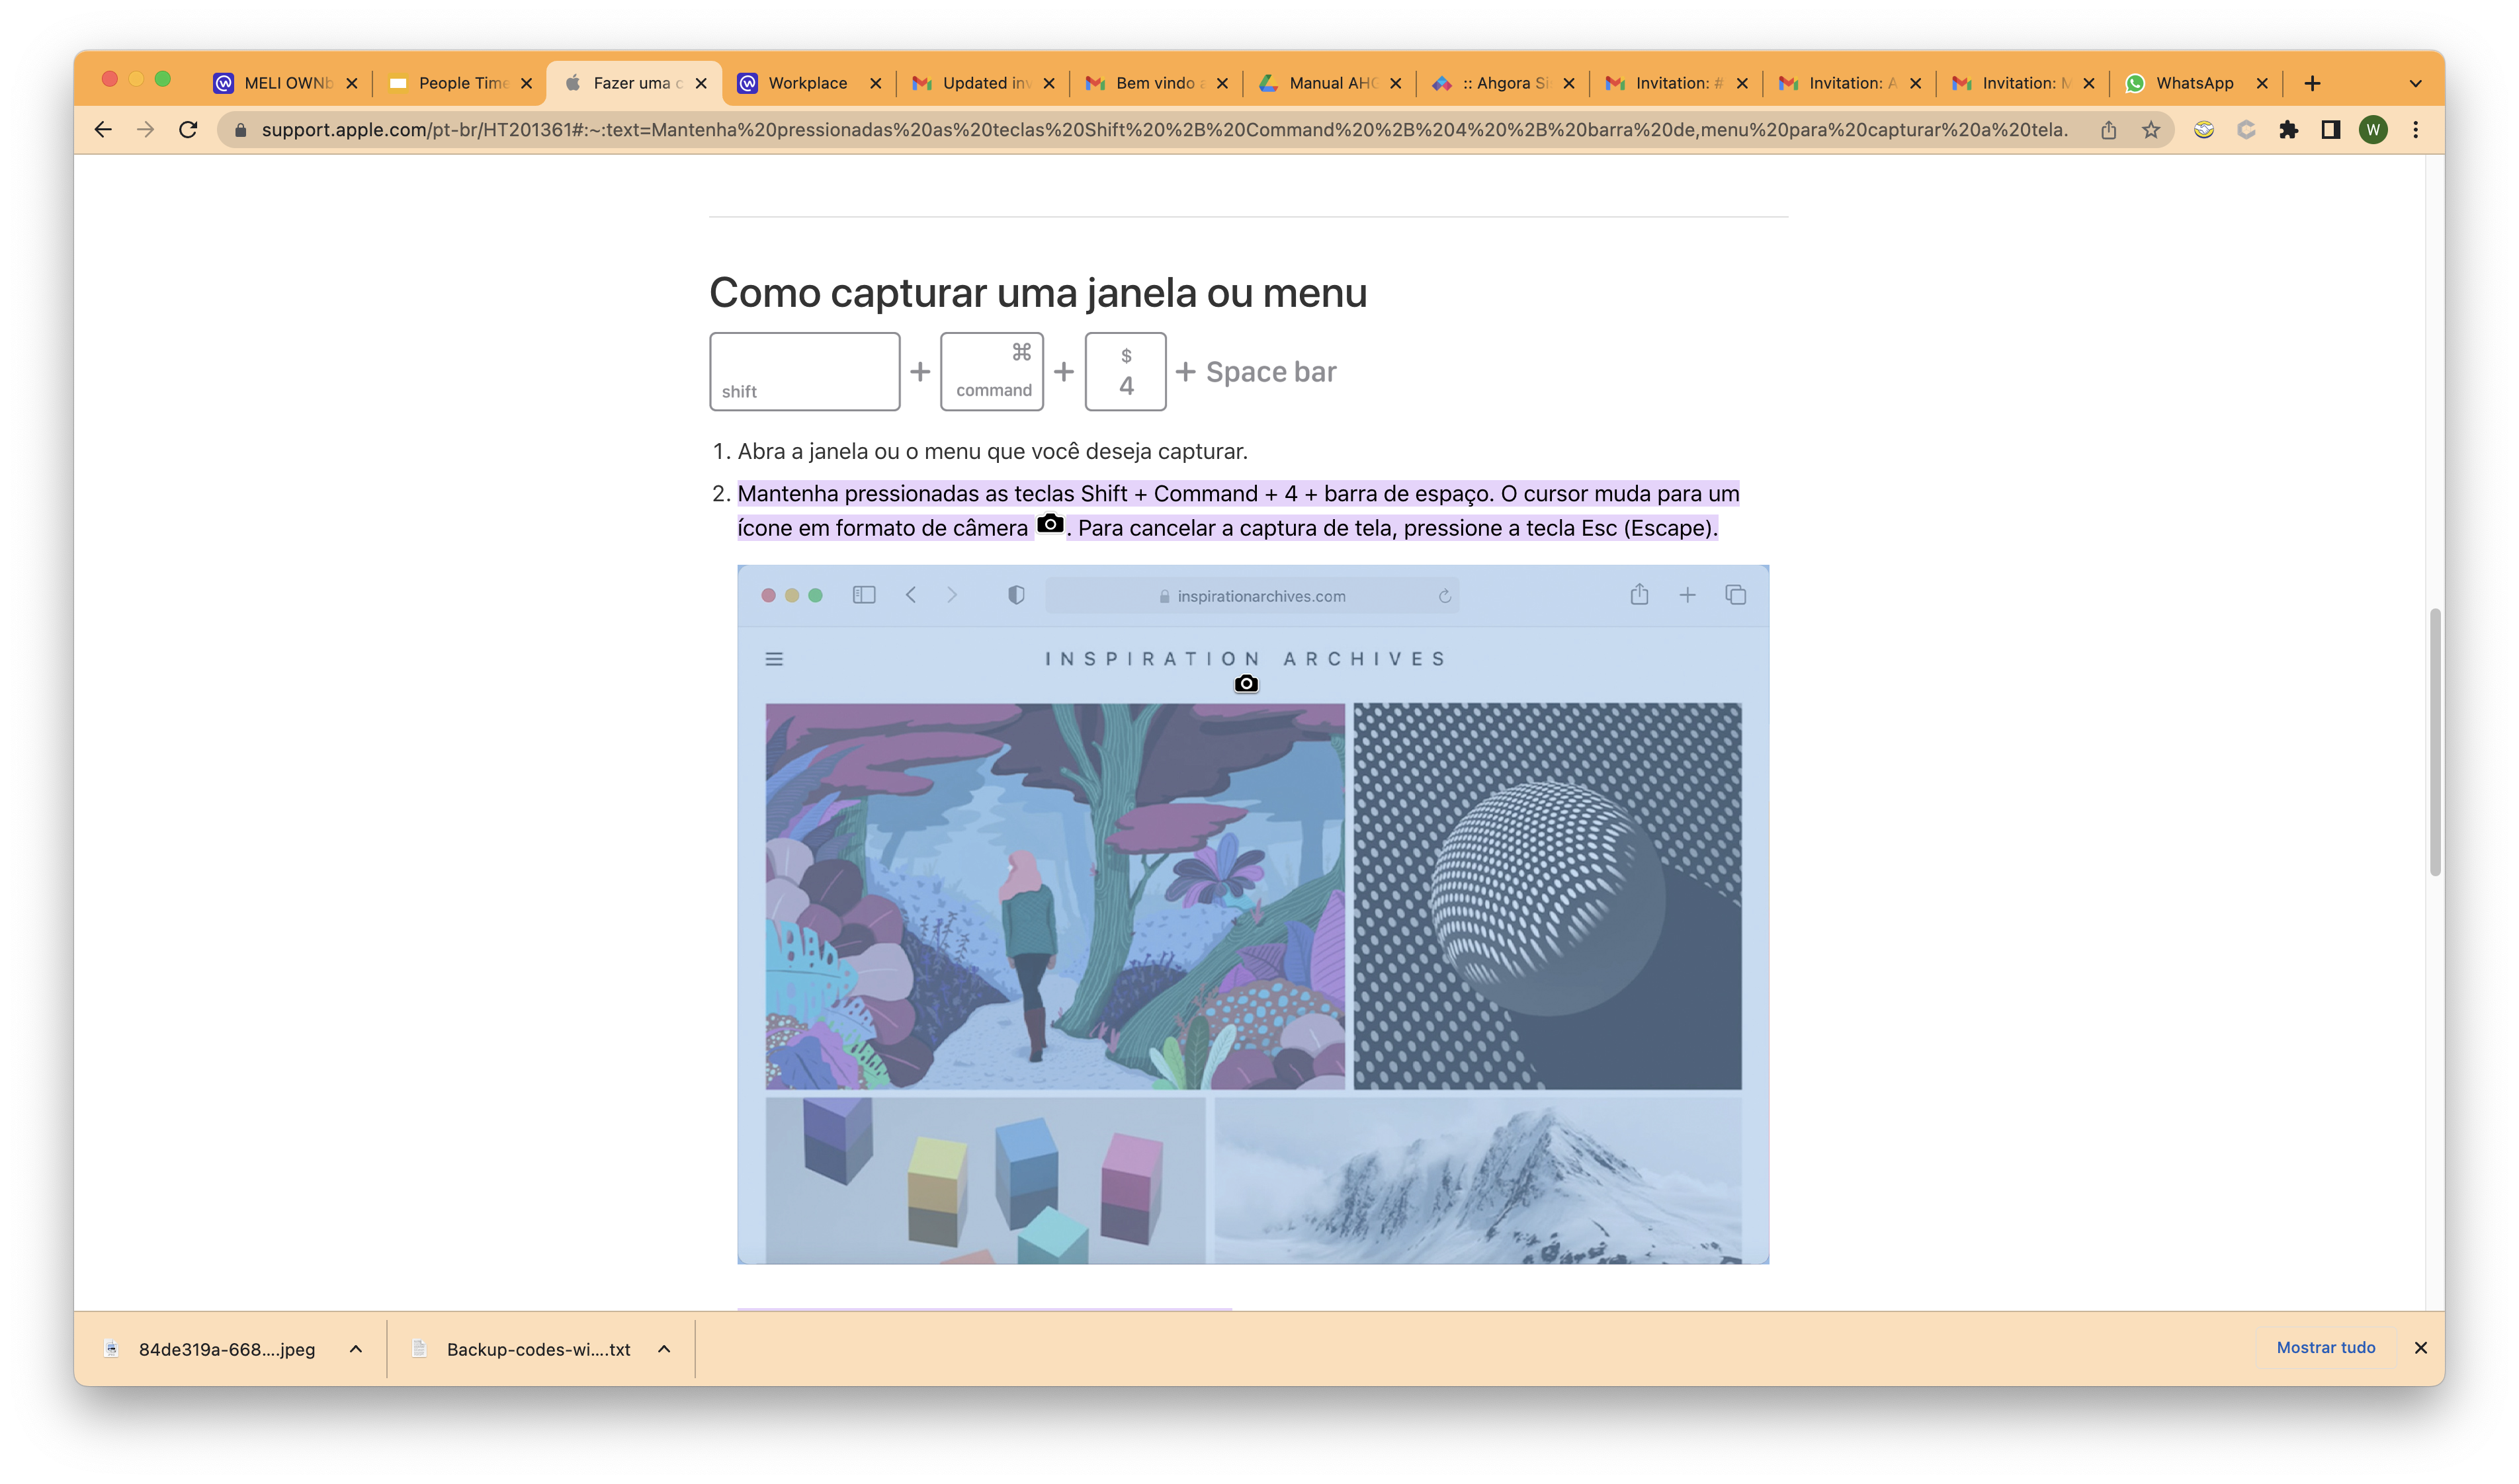 MELI OWNb
People Time
Fazer uma c
Workplace
Updated inv
Bem vindo a
Manual AHG
:: Ahgora Si
Invitation: #
Invitation: A
Invitation: M
WhatsApp
support.apple.com/pt-br/HT201361#:~:text=Mantenha%20pressionadas%20as%20teclas%20Shift%20%2B%20Command%20%2B%204%20%2B%20barra%20de,menu%20para%20capturar%20a%20tela.
W
Como capturar uma janela ou menu
shift + ⌘ command + $ 4 + Space bar
1. Abra a janela ou o menu que você deseja capturar.
2. Mantenha pressionadas as teclas Shift + Command + 4 + barra de espaço. O cursor muda para um
ícone em formato de câmera . Para cancelar a captura de tela, pressione a tecla Esc (Escape).
inspirationarchives.com
INSPIRATION ARCHIVES
84de319a-668....jpeg
Backup-codes-wi....txt
Mostrar tudo